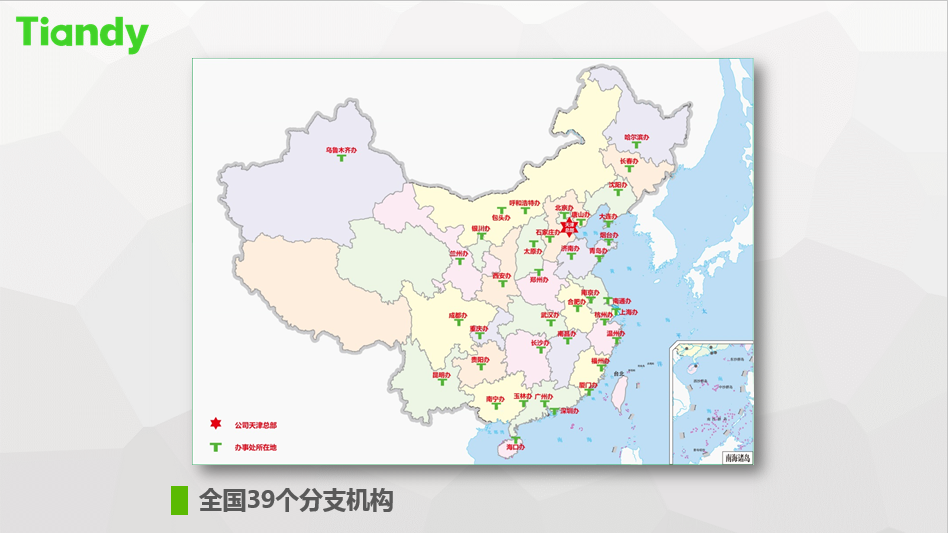 Tiandy
哈尔滨办
乌鲁木齐办
长春办
沈阳办
呼和浩特办
北京办
唐山办
包头办
大连办
银川办
石家庄办
烟台办
太原办
济南办
青岛办
兰州办
西安办
郑州办
南京办
合肥办
南通办
上海办
成都办
武汉办
杭州办
重庆办
南昌办
温州办
长沙办
贵阳办
福州办
昆明办
台北
厦门办
南宁办
玉林办
广州办
深圳办
海口办
公司天津总部
办事处所在地
南海诸岛
全国39个分支机构